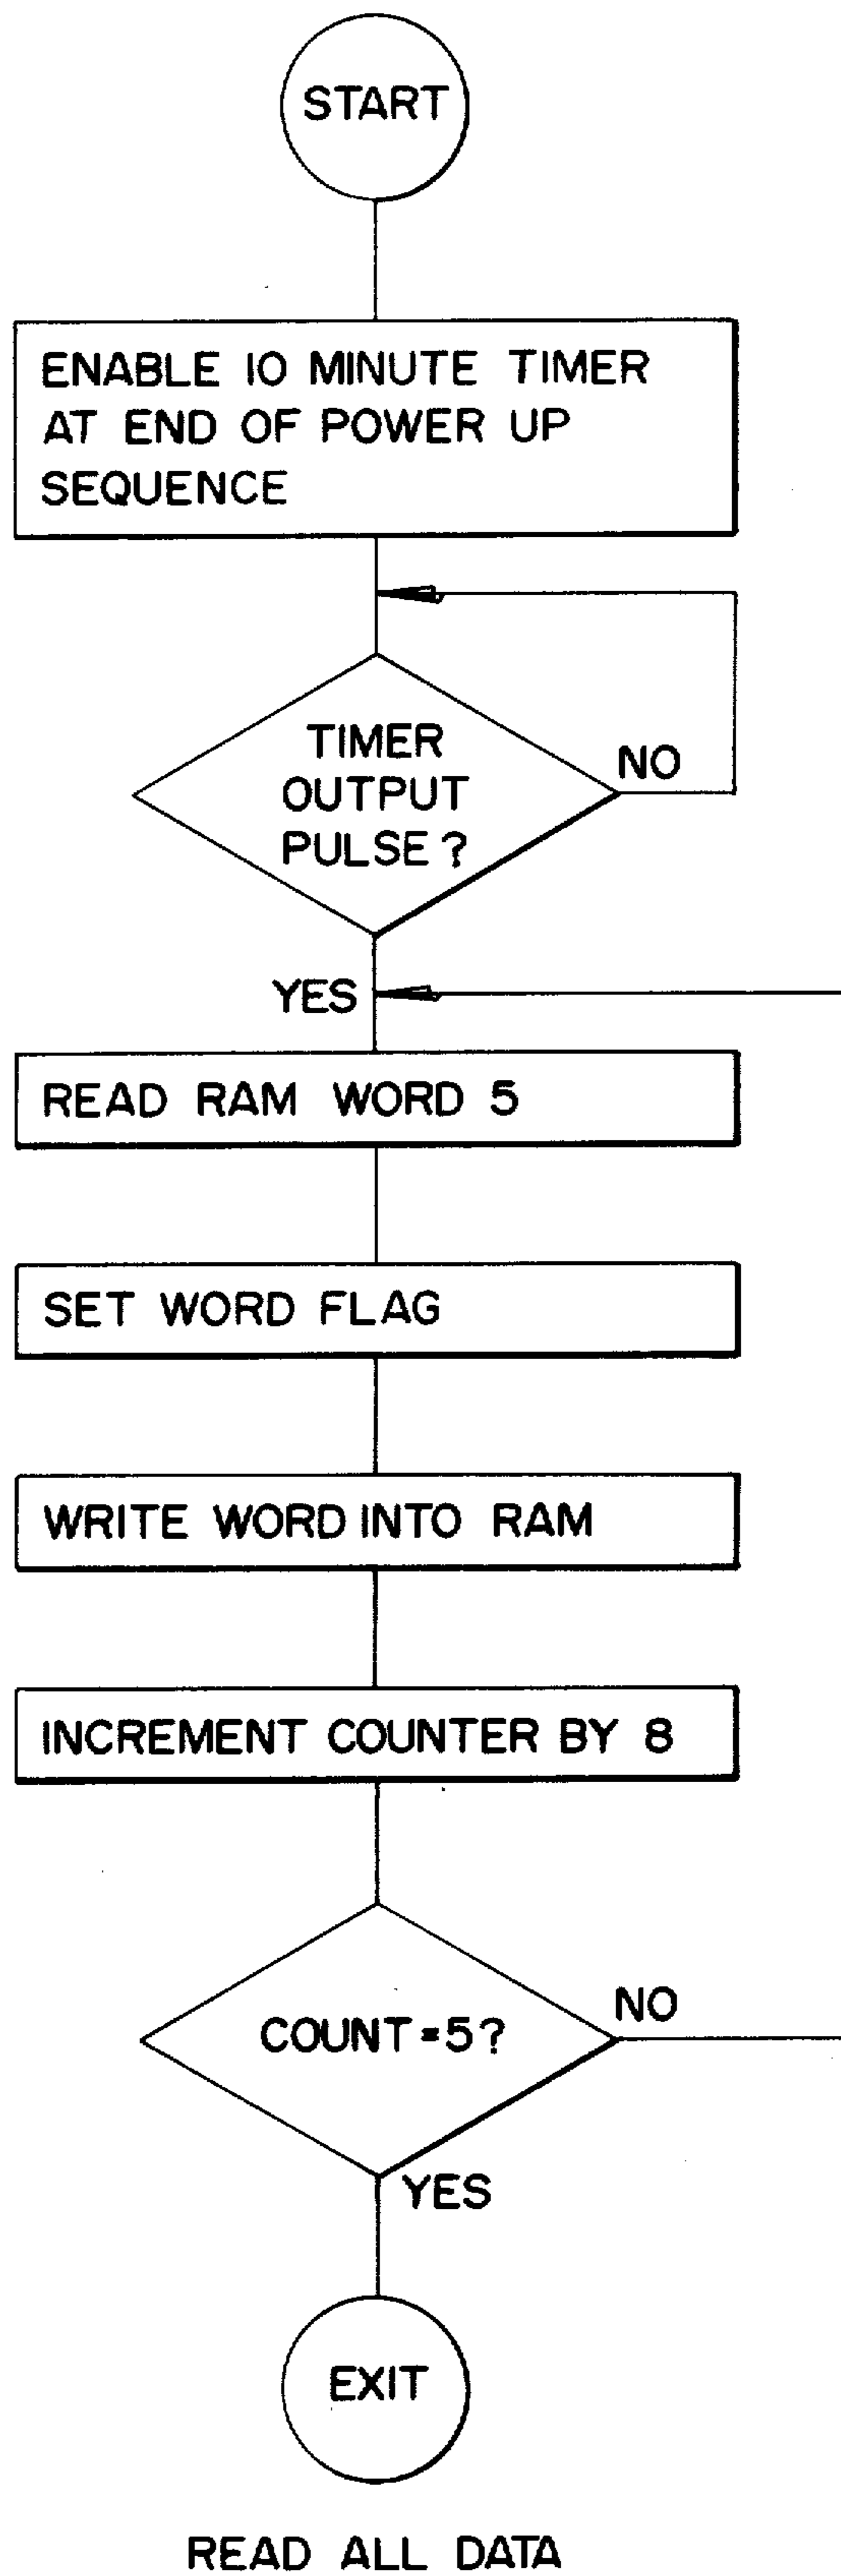 START
ENABLE 10 MINUTE TIMER
AT END OF POWER UP
SEQUENCE
TIMER
OUTPUT
PULSE?
NO
YES
READ RAM WORD 5
SET WORD FLAG
WRITE WORD INTO RAM
INCREMENT COUNTER BY 8
COUNT=5?
NO
YES
EXIT
READ ALL DATA